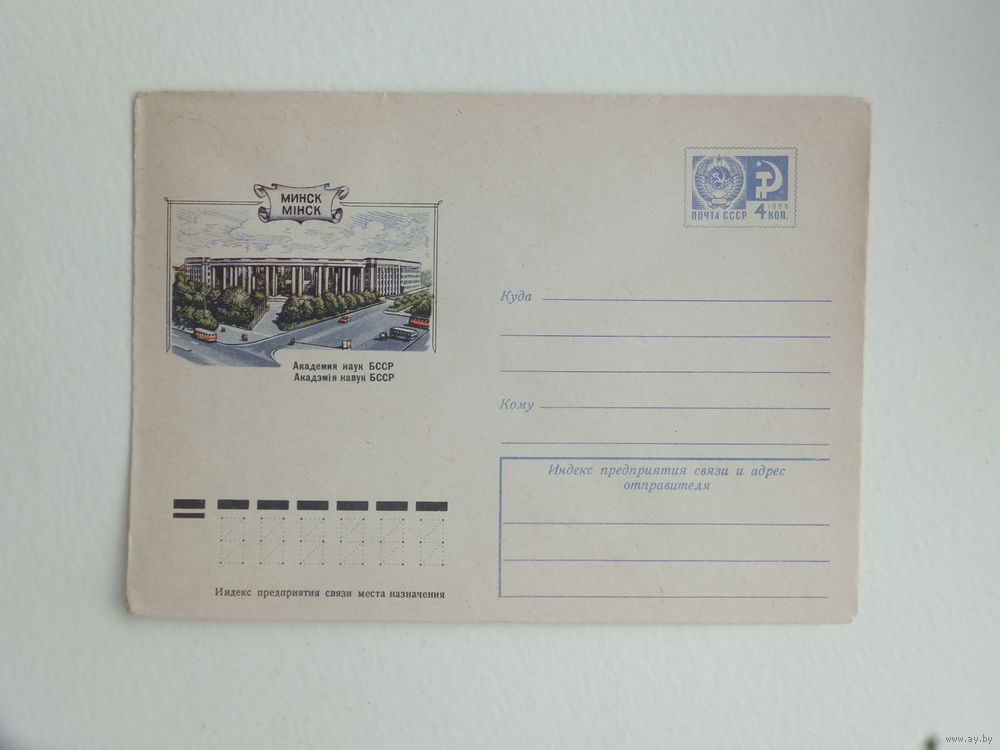 МИНСК
МІНСК
Академия наук БССР
Акадэмія навук БССР
ПОЧТА СССР 4 1966 КОП.
Куда
Кому
Индекс предприятия связи и адрес
отправителя
Индекс предприятия связи места назначения
www.ay.by